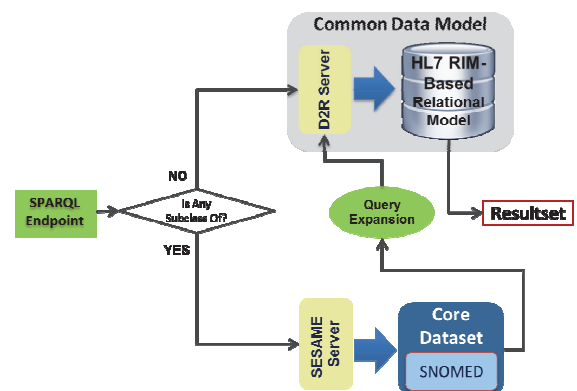 Common Data Model
D2R Server
HL7 RIM-
Based
Relational
Model
NO
SPARQL
Endpoint
Is Any
Subclass Of?
YES
Query
Expansion
Resultset
SESAME
Server
Core
Dataset
SNOMED